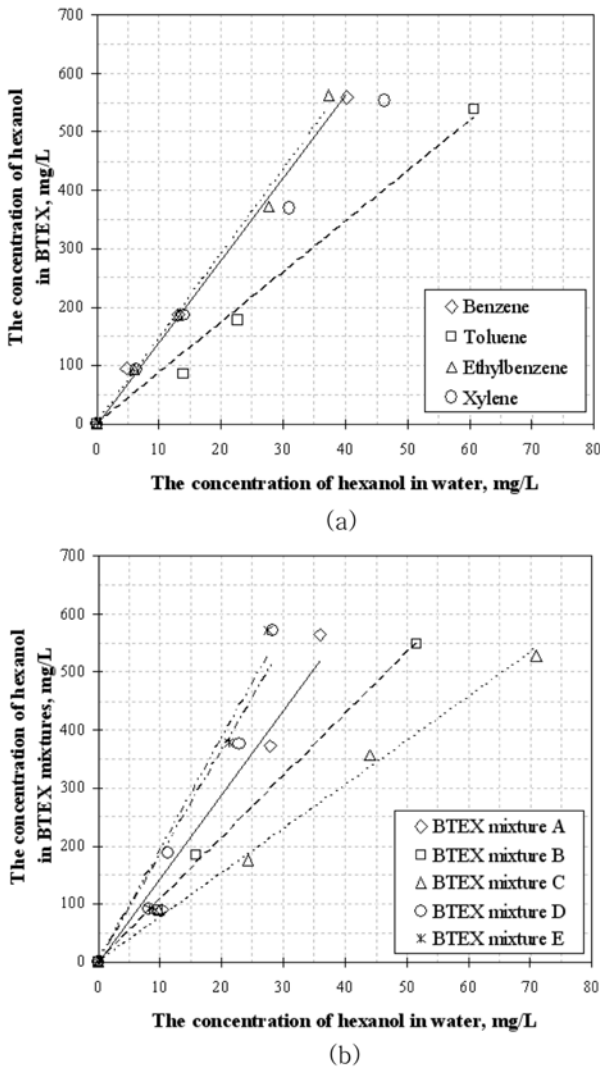 700
600
500
400
300
200
100
0
The concentration of hexanol
in BTEX, mg/L
Benzene
Toluene
Ethylbenzene
Xylene
0 10 20 30 40 50 60 70 80
The concentration of hexanol in water, mg/L
(a)
700
600
500
400
300
200
100
0
The concentration of hexanol
in BTEX mixtures, mg/L
BTEX mixture A
BTEX mixture B
BTEX mixture C
BTEX mixture D
BTEX mixture E
0 10 20 30 40 50 60 70 80
The concentration of hexanol in water, mg/L
(b)